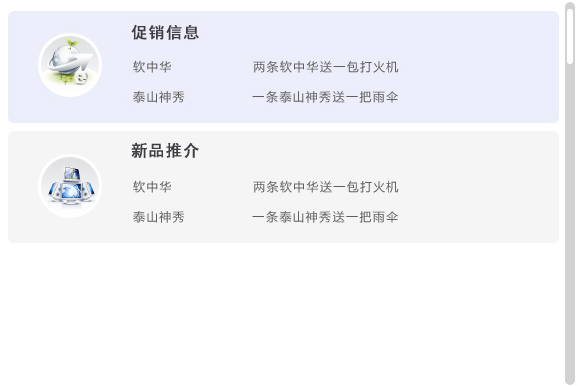 促销信息
软中华 两条软中华送一包打火机
泰山神秀 一条泰山神秀送一把雨伞
新品推介
软中华 两条软中华送一包打火机
泰山神秀 一条泰山神秀送一把雨伞